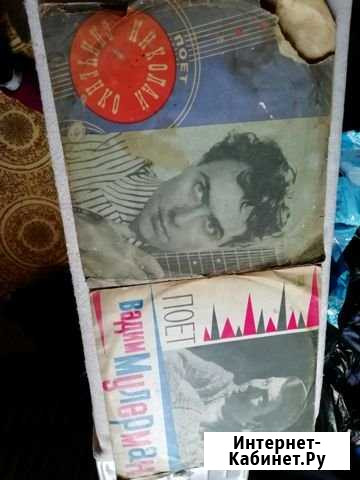 ПОЕТ
НИКОЛАЙ
СЛИЧЕНКО
ПОЕТ
Вадим Мулерман
Интернет-
Кабинет.Ру